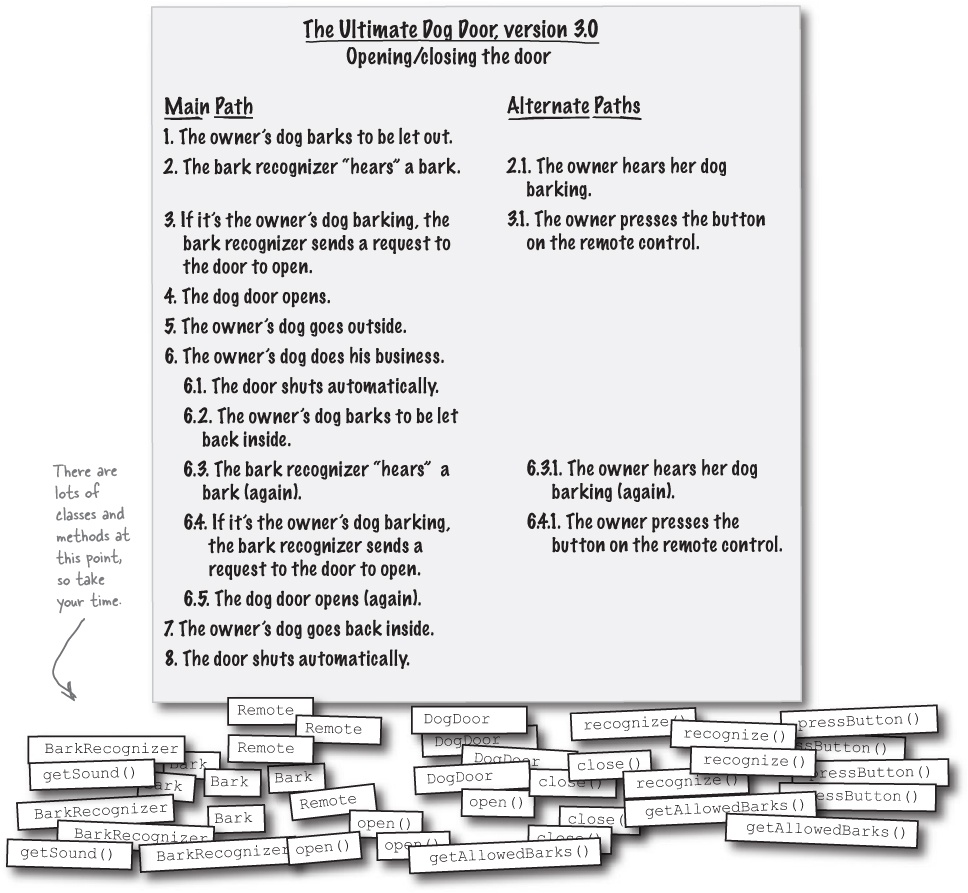 The Ultimate Dog Door, version 3.0
Opening/closing the door
Main Path
1. The owner's dog barks to be let out.
2. The bark recognizer "hears" a bark.
3. If it's the owner's dog barking, the
bark recognizer sends a request to
the door to open.
4. The dog door opens.
5. The owner's dog goes outside.
6. The owner's dog does his business.
6.1. The door shuts automatically.
6.2. The owner's dog barks to be let
back inside.
6.3. The bark recognizer "hears" a
bark (again).
6.4. If it's the owner's dog barking,
the bark recognizer sends a
request to the door to open.
6.5. The dog door opens (again).
7. The owner's dog goes back inside.
8. The door shuts automatically.
Alternate Paths
2.1. The owner hears her dog
barking.
3.1. The owner presses the button
on the remote control.
6.3.1. The owner hears her dog
barking (again).
6.4.1. The owner presses the
button on the remote control.
There are
lots of
classes and
methods at
this point,
so take
your time.
Remote
Remote
Remote
Remote
BarkRecognizer
getSound()
BarkRecognizer
BarkRecognizer
getSound()
BarkRecognizer
Bark
Bark
Bark
open()
open()
open()
DogDoor
DogDoor
DogDoor
DogDoor
open()
close()
close()
close()
close()
recognize()
recognize()
recognize()
recognize()
getAllowedBarks()
getAllowedBarks()
getAllowedBarks()
pressButton()
pressButton()